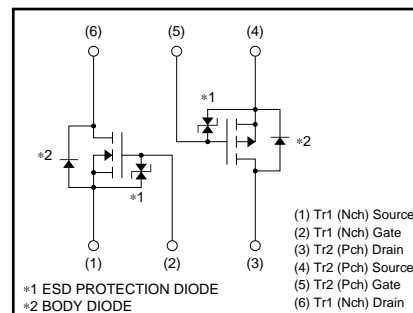 (6) (5) (4)
*1
*2
*2
*1
(1) (2) (3)
*1 ESD PROTECTION DIODE
*2 BODY DIODE
(1) Tr1 (Nch) Source
(2) Tr1 (Nch) Gate
(3) Tr2 (Pch) Drain
(4) Tr2 (Pch) Source
(5) Tr2 (Pch) Gate
(6) Tr1 (Nch) Drain